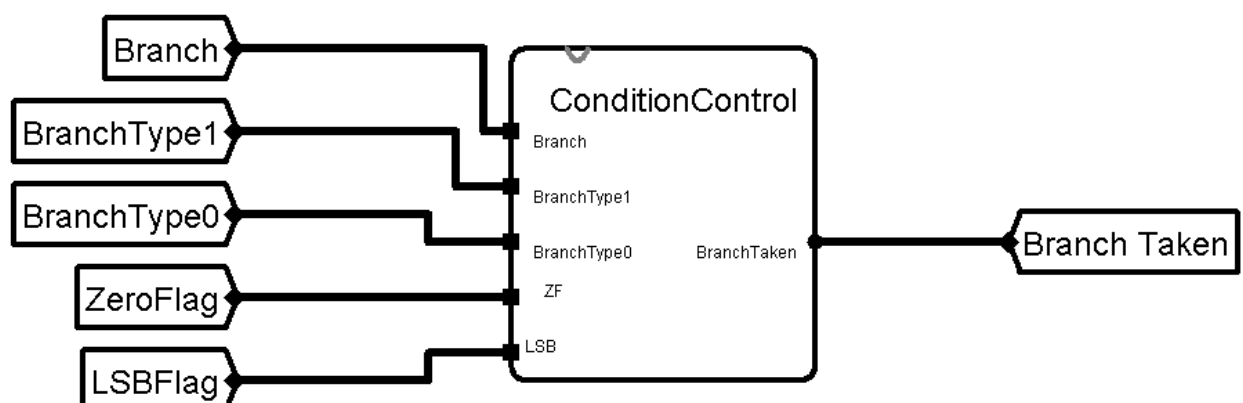 Branch
BranchType1
BranchType0
ZeroFlag
LSBFlag
ConditionControl
Branch
BranchType1
BranchType0
BranchTaken
ZF
LSB
Branch Taken